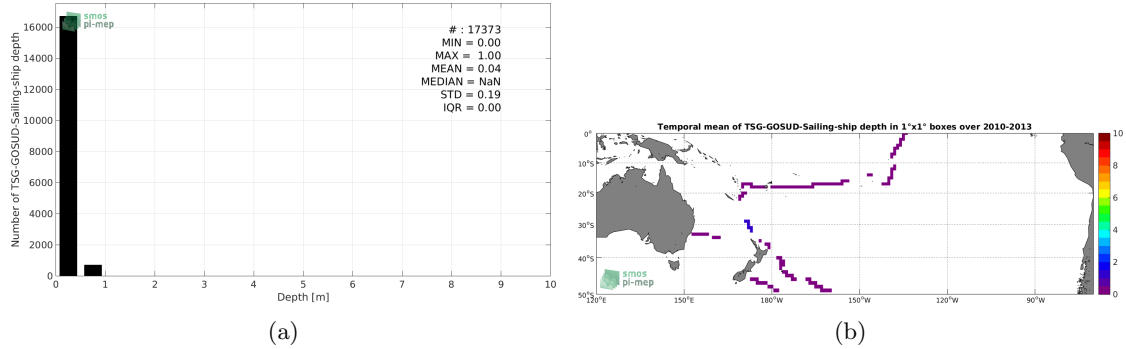 smos
pi-mep
# : 17373
MIN = 0.00
MAX = 1.00
MEAN = 0.04
MEDIAN = NaN
STD = 0.19
IQR = 0.00
Number of TSG-GOSUD-Sailing-ship depth
16000
14000
12000
10000
8000
6000
4000
2000
0
0 1 2 3 4 5 6 7 8 9 10
Depth [m]
(a)
Temporal mean of TSG-GOSUD-Sailing-ship depth in 1°x1° boxes over 2010-2013
0°
10°S
20°S
30°S
40°S
50°S
120°E 150°E 180°W 150°W 120°W 90°W
smos
pi-mep
10
8
6
4
2
0
(b)